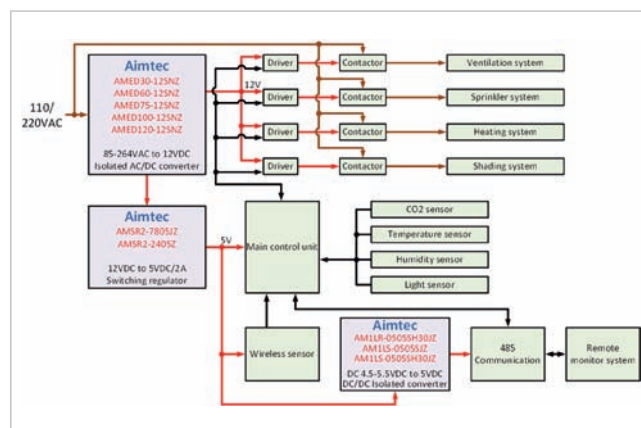 Aimtec
AMED30-12SNZ
AMED60-12SNZ
AMED75-12SNZ
AMED100-12SNZ
AMED120-12SNZ
85-264VAC to 12VDC
Isolated AC/DC converter
110/
220VAC
12V
Driver
Contactor
Ventilation system
Driver
Contactor
Sprinkler system
Driver
Contactor
Heating system
Driver
Contactor
Shading system
Aimtec
AMSR2-7805JZ
AMSR2-2405Z
12VDC to 5VDC/2A
Switching regulator
5V
Main control unit
CO2 sensor
Temperature sensor
Humidity sensor
Light sensor
Wireless sensor
Aimtec
AM1LR-0505SH30JZ
AM1LS-0505SJZ
AM1LS-0505SH30JZ
DC 4.5-5.5VDC to 5VDC
DC/DC Isolated converter
485
Communication
Remote
monitor system